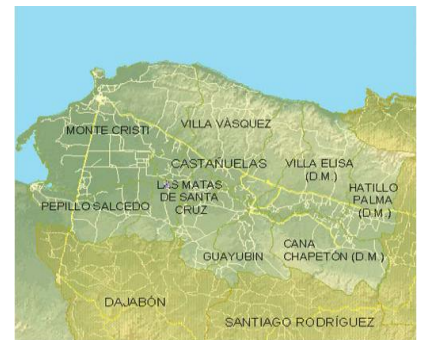 MONTE CRISTI
VILLA VÁSQUEZ
CASTAÑUELAS
VILLA ELISA
(D.M.)
HATILLO
PALMA
(D.M.)
LAS MATAS
DE SANTA
CRUZ
PEPILLO SALCEDO
GUAYUBIN
CANA
CHAPETÓN (D.M.)
DAJABÓN
SANTIAGO RODRÍGUEZ